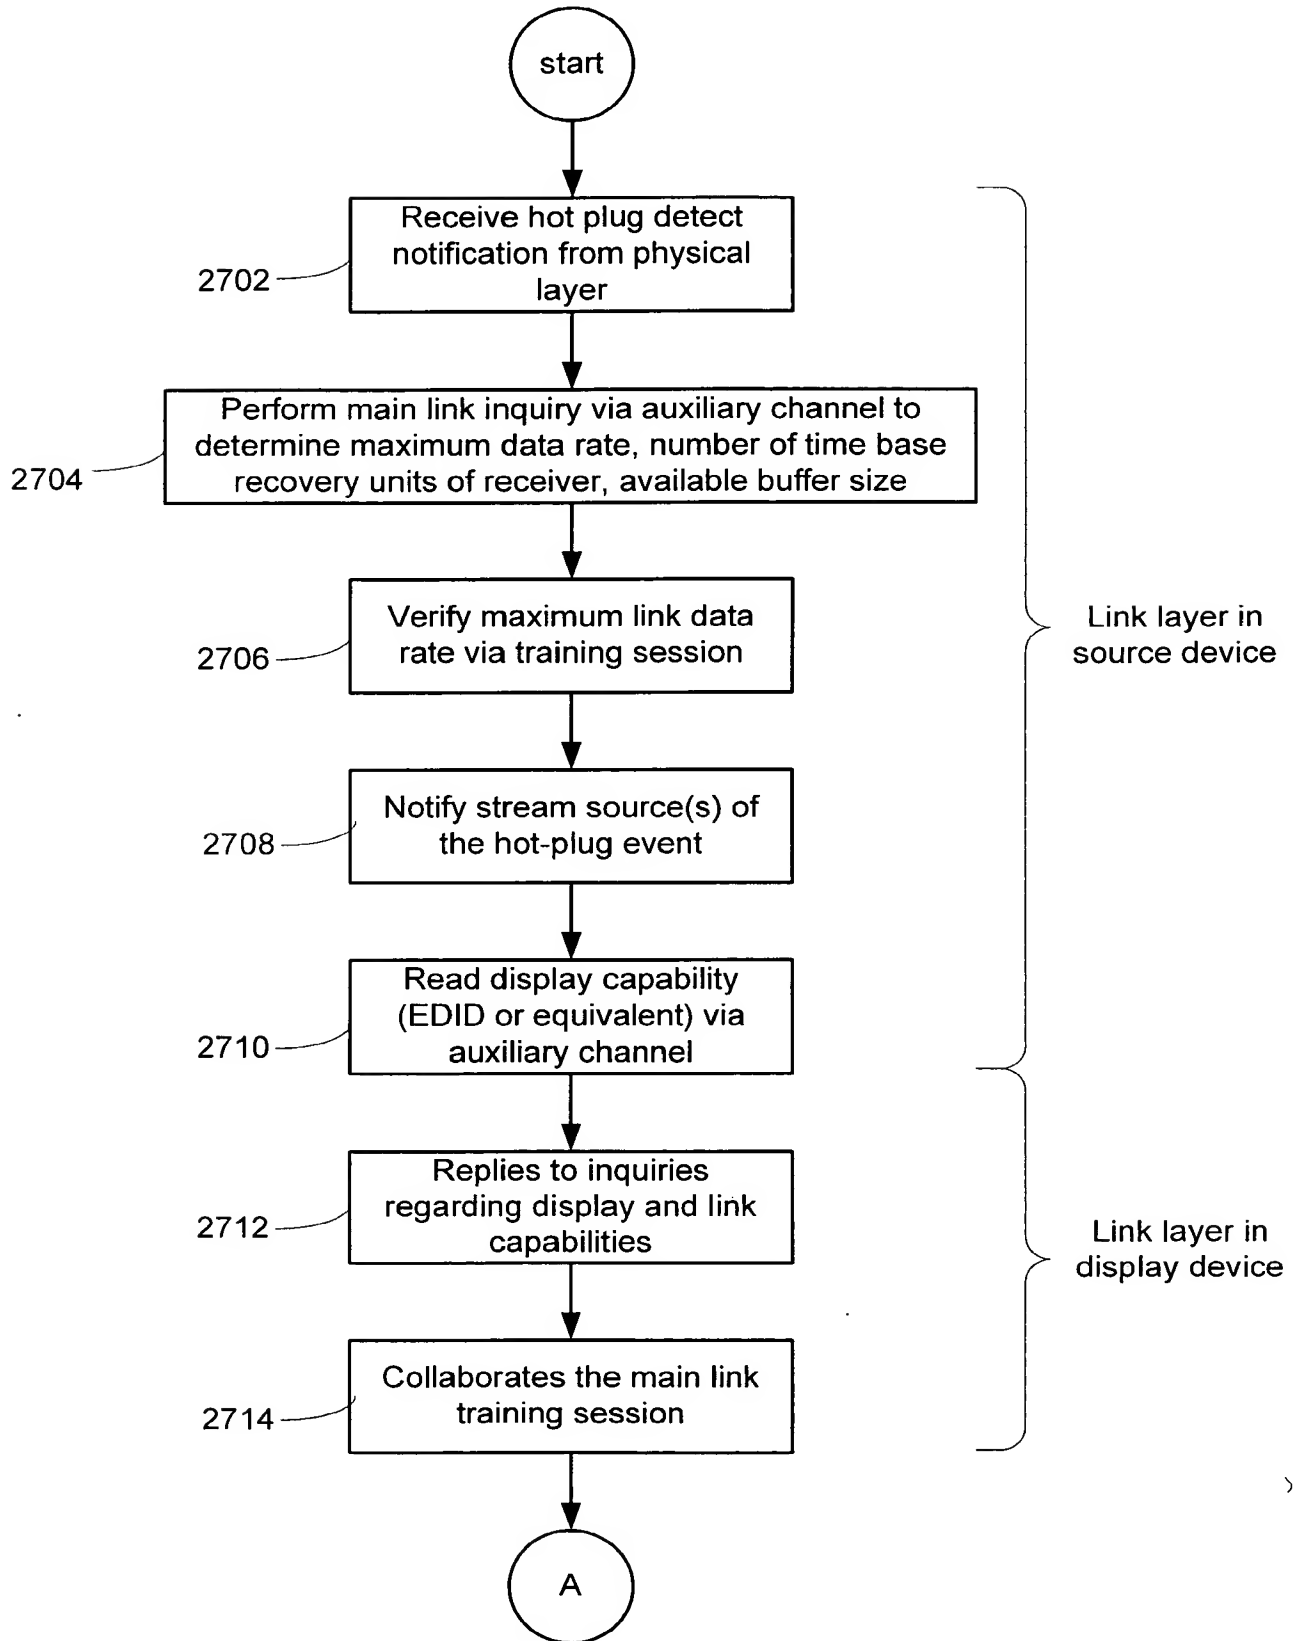 start
Receive hot plug detect
notification from physical
layer
2702
Perform main link inquiry via auxiliary channel to
determine maximum data rate, number of time base
recovery units of receiver, available buffer size
2704
Verify maximum link data
rate via training session
2706
Link layer in
source device
Notify stream source(s) of
the hot-plug event
2708
Read display capability
(EDID or equivalent) via
auxiliary channel
2710
Replies to inquiries
regarding display and link
capabilities
2712
Link layer in
display device
Collaborates the main link
training session
2714
A